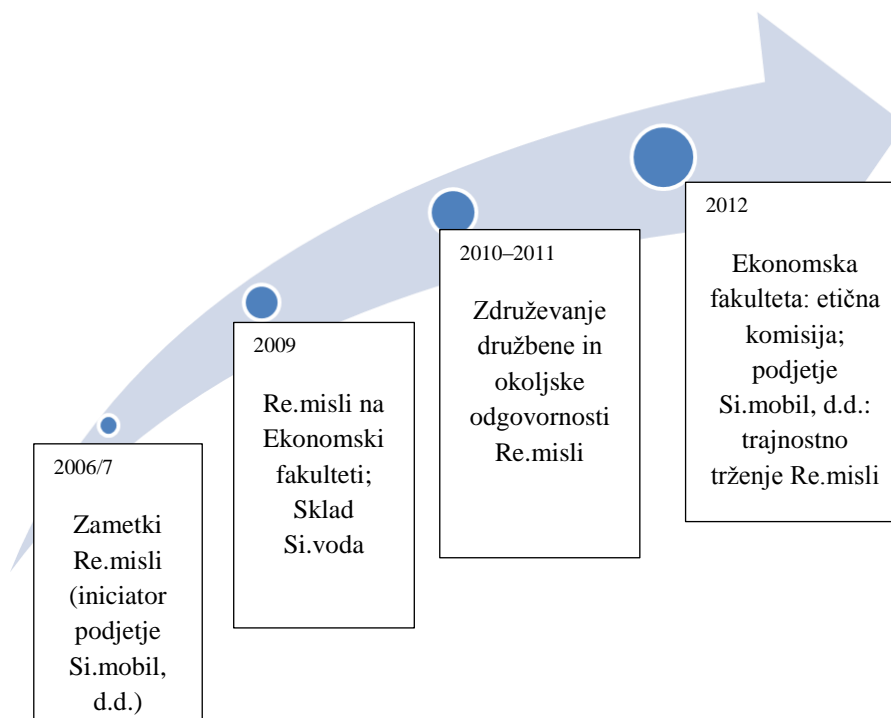 2006/7
Zametki
Re.misli
(iniciator
podjetje
Si.mobil,
d.d.)
2009
Re.misli na
Ekonomski
fakulteti;
Sklad
Si.voda
2010–2011
Združevanje
družbene in
okoljske
odgovornosti
Re.misli
2012
Ekonomska
fakulteta: etična
komisija;
podjetje
Si.mobil, d.d.:
trajnostno
trženje Re.misli